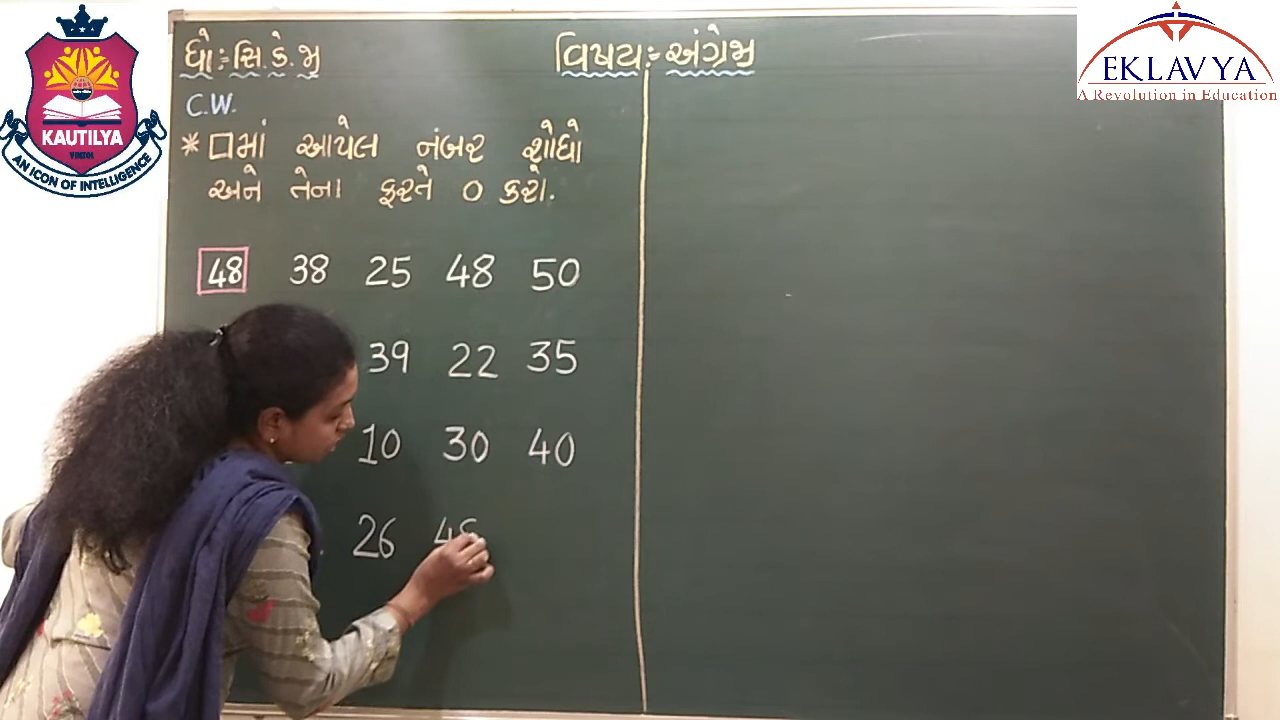 ધો:- સિ.કે.જી
વિષય:- અંગ્રેજી
C.W.
* □માં આપેલ નંબર શોધો
અને તેના ફરતે O કરો.
48 38 25 48 50
39 22 35
10 30 40
26
KAUTILYA
AN ICON OF INTELLIGENCE
EKLAVYA
A Revolution in Education